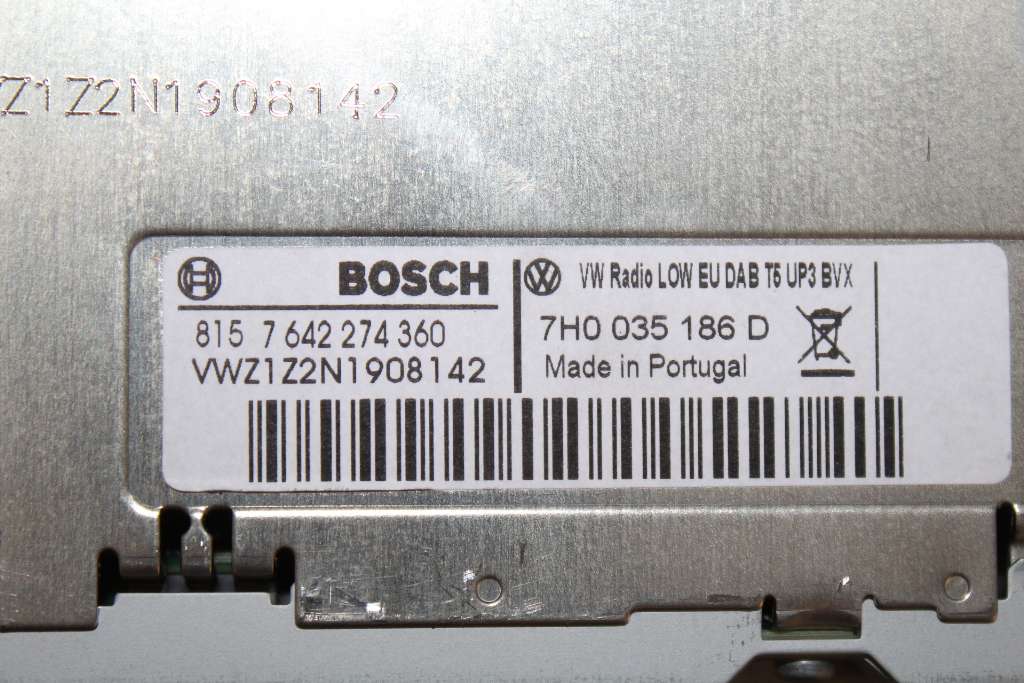 Z1Z2N1908142
BOSCH
815 7 642 274 360
VWZ1Z2N1908142
VW Radio LOW EU DAB T5 UP3 BVX
7H0 035 186 D
Made in Portugal